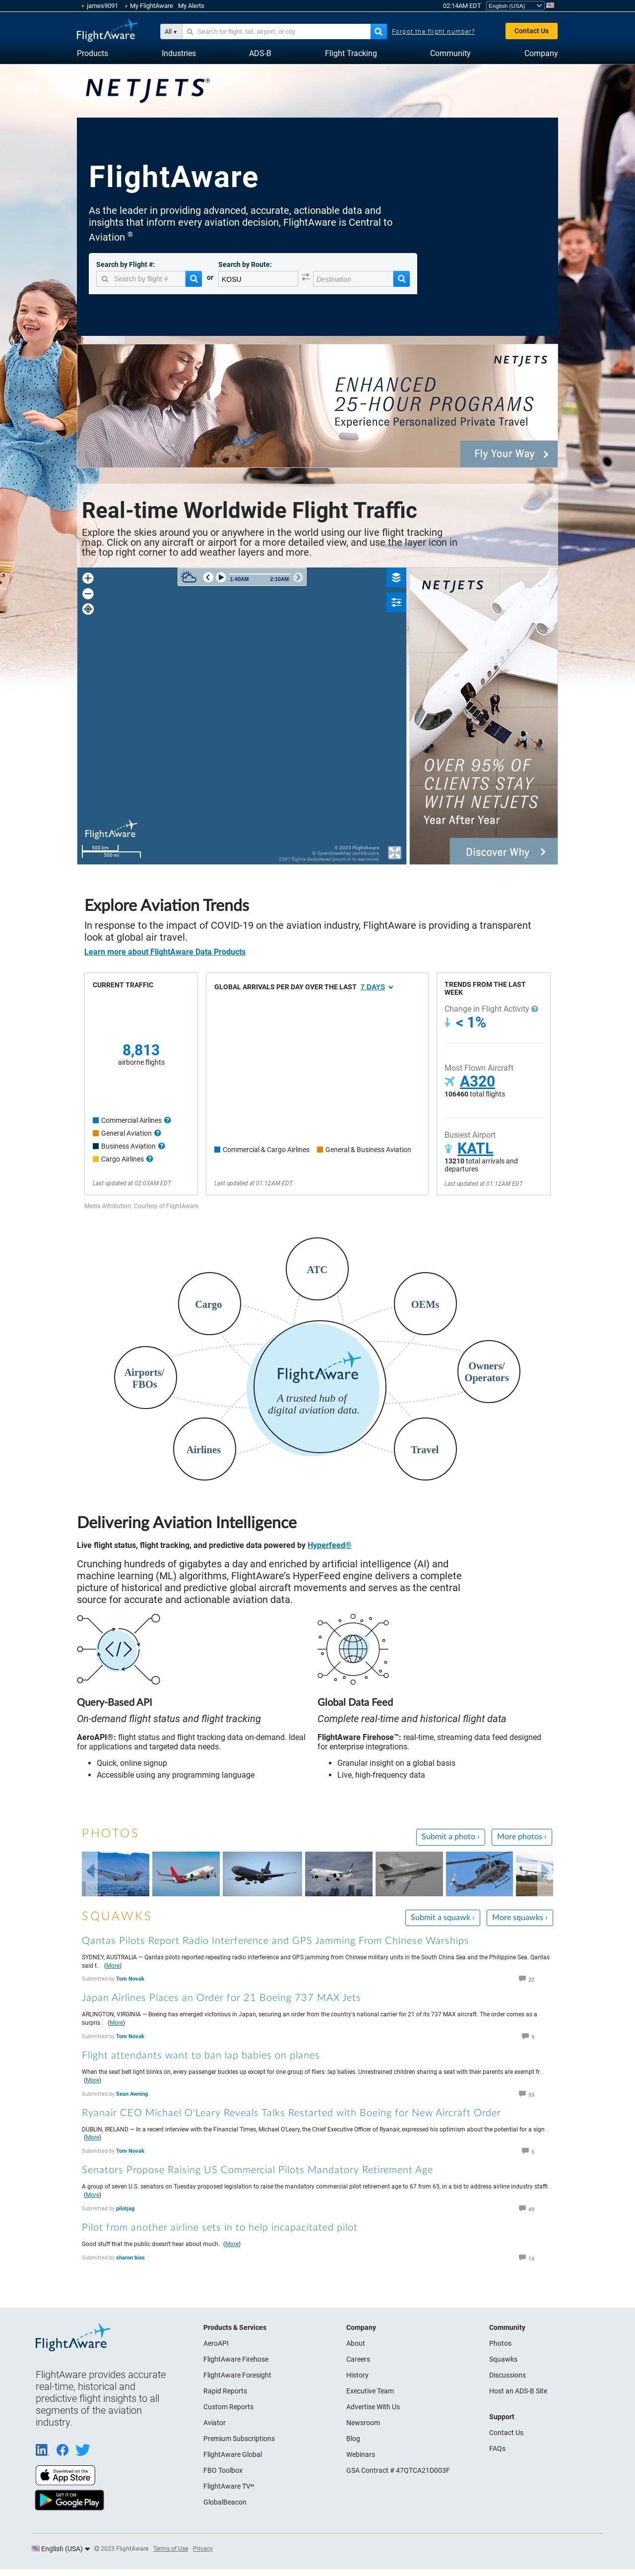 james9091 My FlightAware My Alerts 02:14AM EDT English (USA)
FlightAware All Search for flight, tail, airport, or city Forgot the flight number? Contact Us
Products Industries ADS-B Flight Tracking Community Company
NETJETS®
FlightAware
As the leader in providing advanced, accurate, actionable data and
insights that inform every aviation decision, FlightAware is Central to
Aviation ®
Search by Flight #: Search by Route:
Search by flight # or KOSU Destination
NETJETS
ENHANCED
25-HOUR PROGRAMS
Experience Personalized Private Travel
Fly Your Way
Real-time Worldwide Flight Traffic
Explore the skies around you or anywhere in the world using our live flight tracking
map. Click on any aircraft or airport for a more detailed view, and use the layer icon in
the top right corner to add weather layers and more.
1:40AM 2:10AM
FlightAware
500 km
500 mi
© 2023 FlightAware
© OpenStreetMap contributors
2597 flights decluttered (zoom in to see more)
NETJETS
OVER 95% OF
CLIENTS STAY
WITH NETJETS
Year After Year
Discover Why
Explore Aviation Trends
In response to the impact of COVID-19 on the aviation industry, FlightAware is providing a transparent
look at global air travel.
Learn more about FlightAware Data Products
CURRENT TRAFFIC
8,813
airborne flights
Commercial Airlines
General Aviation
Business Aviation
Cargo Airlines
Last updated at 02:03AM EDT
GLOBAL ARRIVALS PER DAY OVER THE LAST 7 DAYS
Commercial & Cargo Airlines General & Business Aviation
Last updated at 01:12AM EDT
TRENDS FROM THE LAST
WEEK
Change in Flight Activity
< 1%
Most Flown Aircraft
A320
106460 total flights
Busiest Airport
KATL
13210 total arrivals and
departures
Last updated at 01:12AM EDT
Media Attribution: Courtesy of FlightAware
ATC
Cargo OEMs
Airports/
FBOs
Owners/
Operators
FlightAware
A trusted hub of
digital aviation data.
Airlines Travel
Delivering Aviation Intelligence
Live flight status, flight tracking, and predictive data powered by Hyperfeed®
Crunching hundreds of gigabytes a day and enriched by artificial intelligence (AI) and
machine learning (ML) algorithms, FlightAware's HyperFeed engine delivers a complete
picture of historical and predictive global aircraft movements and serves as the central
source for accurate and actionable aviation data.
Query-Based API
On-demand flight status and flight tracking
AeroAPI®: flight status and flight tracking data on-demand. Ideal
for applications and targeted data needs.
• Quick, online signup
• Accessible using any programming language
Global Data Feed
Complete real-time and historical flight data
FlightAware Firehose™: real-time, streaming data feed designed
for enterprise integrations.
• Granular insight on a global basis
• Live, high-frequency data
PHOTOS Submit a photo › More photos ›
SQUAWKS Submit a squawk › More squawks ›
Qantas Pilots Report Radio Interference and GPS Jamming From Chinese Warships
SYDNEY, AUSTRALIA — Qantas pilots reported repeating radio interference and GPS jamming from Chinese military units in the South China Sea and the Philippine Sea. Qantas
said t.. (More)
Submitted by Tom Novak 22
Japan Airlines Places an Order for 21 Boeing 737 MAX Jets
ARLINGTON, VIRGINIA — Boeing has emerged victorious in Japan, securing an order from the country's national carrier for 21 of its 737 MAX aircraft. The order comes as a
surpris.. (More)
Submitted by Tom Novak 9
Flight attendants want to ban lap babies on planes
When the seat belt light blinks on, every passenger buckles up except for one group of fliers: lap babies. Unrestrained children sharing a seat with their parents are exempt fr..
(More)
Submitted by Sean Awning 53
Ryanair CEO Michael O'Leary Reveals Talks Restarted with Boeing for New Aircraft Order
DUBLIN, IRELAND — In a recent interview with the Financial Times, Michael O'Leary, the Chief Executive Officer of Ryanair, expressed his optimism about the potential for a sign..
(More)
Submitted by Tom Novak 5
Senators Propose Raising US Commercial Pilots Mandatory Retirement Age
A group of seven U.S. senators on Tuesday proposed legislation to raise the mandatory commercial pilot retirement age to 67 from 65, in a bid to address airline industry staffi..
(More)
Submitted by pilotjag 49
Pilot from another airline sets in to help incapacitated pilot
Good stuff that the public doesn't hear about much. (More)
Submitted by sharon bias 14
FlightAware
FlightAware provides accurate
real-time, historical and
predictive flight insights to all
segments of the aviation
industry.
Download on the
App Store
GET IT ON
Google Play
Products & Services
AeroAPI
FlightAware Firehose
FlightAware Foresight
Rapid Reports
Custom Reports
Aviator
Premium Subscriptions
FlightAware Global
FBO Toolbox
FlightAware TV℠
GlobalBeacon
Company
About
Careers
History
Executive Team
Advertise With Us
Newsroom
Blog
Webinars
GSA Contract # 47QTCA21D003F
Community
Photos
Squawks
Discussions
Host an ADS-B Site
Support
Contact Us
FAQs
English (USA) © 2023 FlightAware Terms of Use Privacy